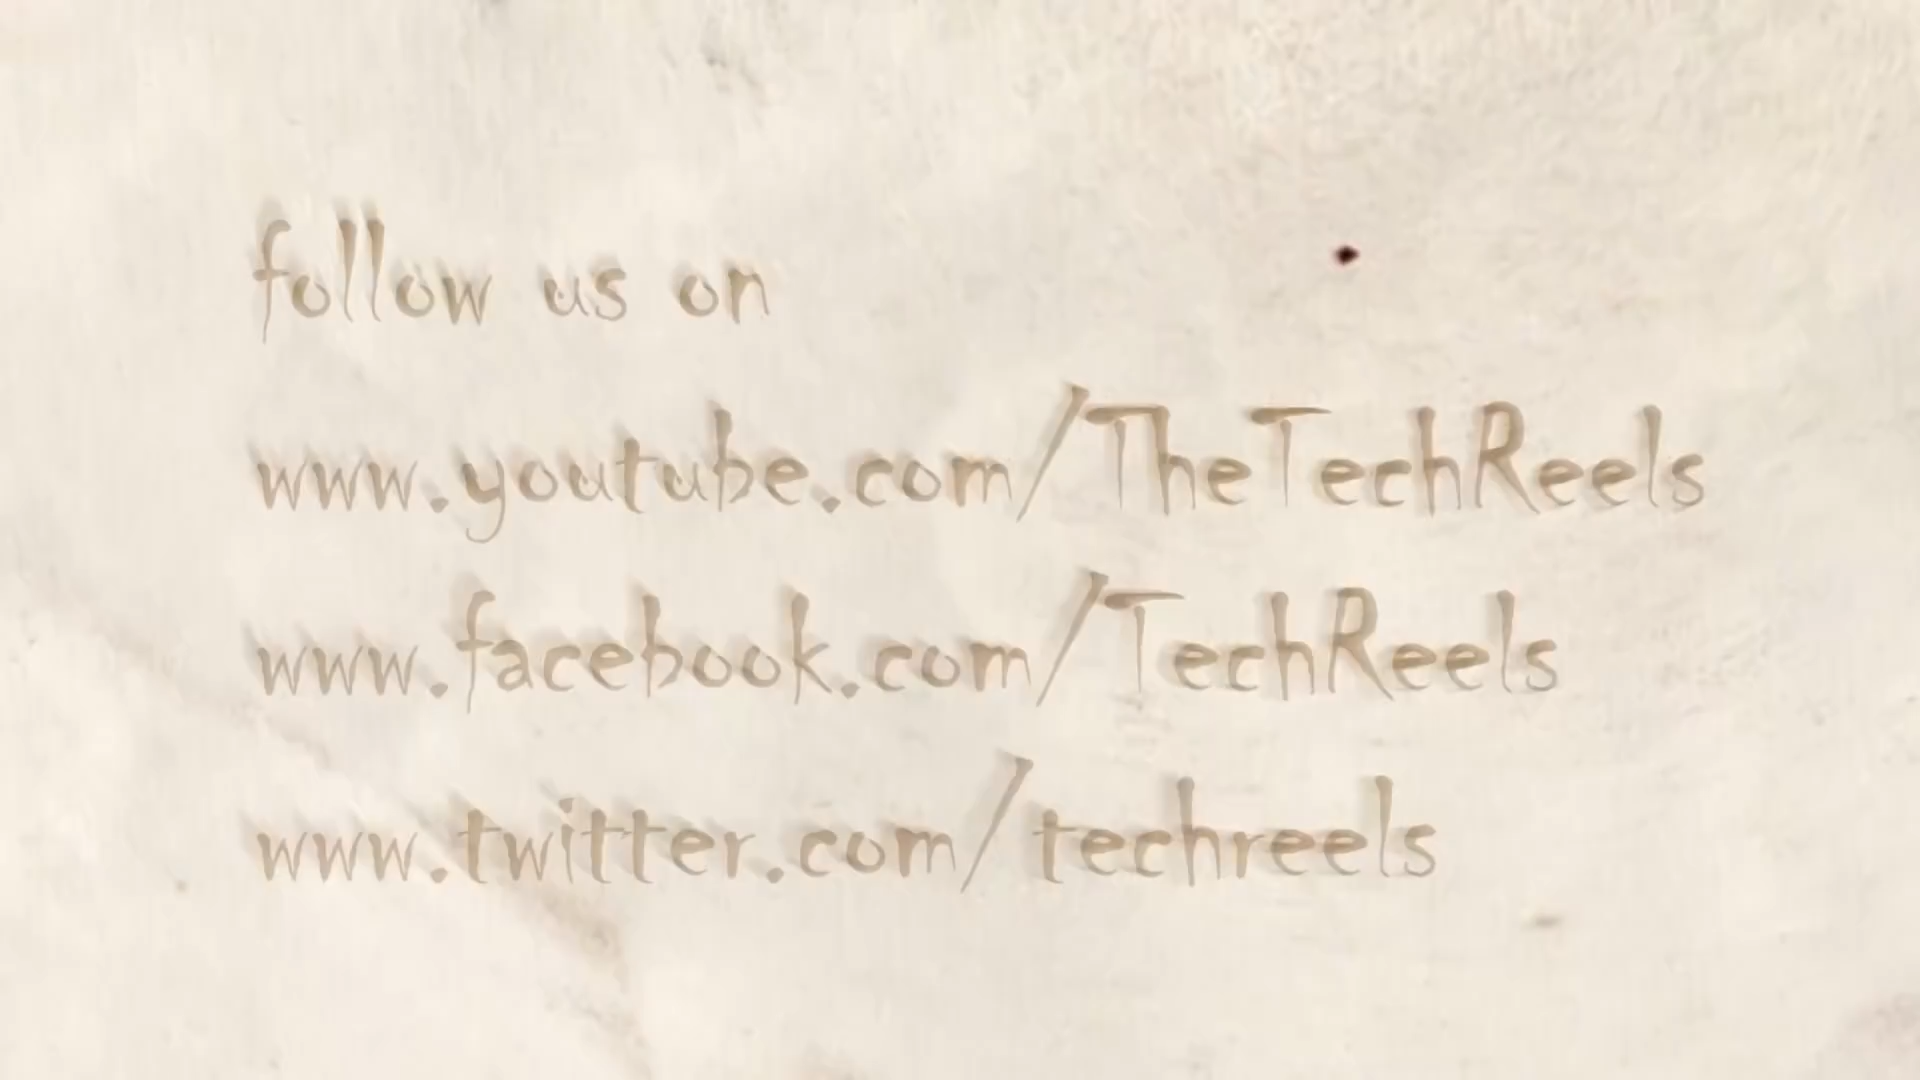 follow us on
www.youtube.com/TheTechReels
www.facebook.com/TechReels
www.twitter.com/ techreels